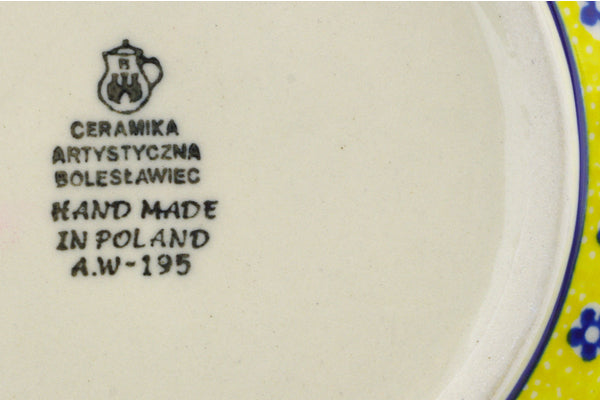 B
CERAMIKA
ARTYSTYCZNA
BOLESŁAWIEC
HAND MADE
IN POLAND
A.W-195